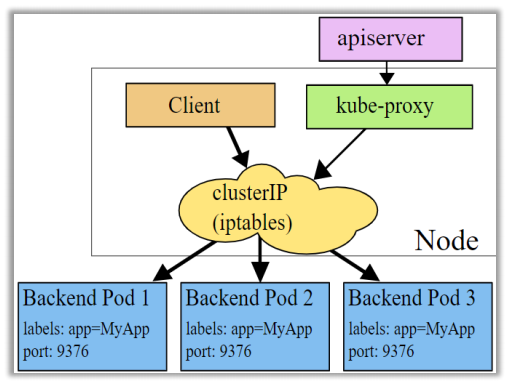 apiserver
Client
kube-proxy
clusterIP
(iptables)
Node
Backend Pod 1
labels: app=MyApp
port: 9376
Backend Pod 2
labels: app=MyApp
port: 9376
Backend Pod 3
labels: app=MyApp
port: 9376